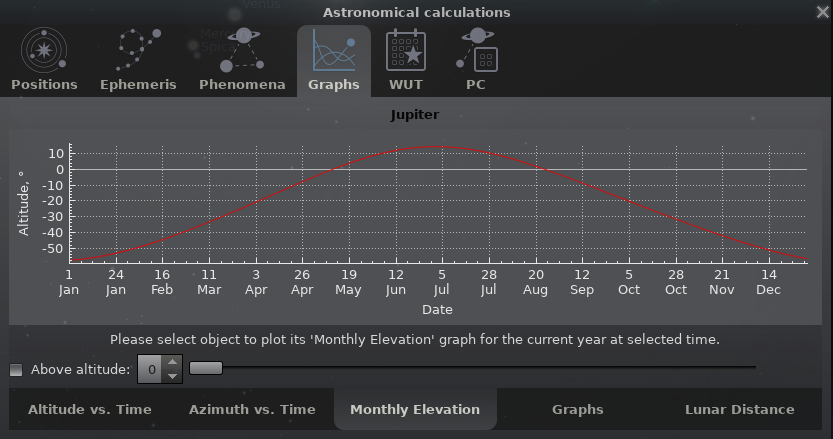 Venus
Astronomical calculations
Mercury
Spica
Positions Ephemeris Phenomena Graphs WUT PC
Jupiter
Altitude, °
10
0
-10
-20
-30
-40
-50
1 24 16 11 3 26 19 12 5 28 20 12 5 28 21 14
Jan Jan Feb Mar Apr Apr May Jun Jul Jul Aug Sep Oct Oct Nov Dec
Date
Please select object to plot its 'Monthly Elevation' graph for the current year at selected time.
Above altitude: 0
Altitude vs. Time Azimuth vs. Time Monthly Elevation Graphs Lunar Distance